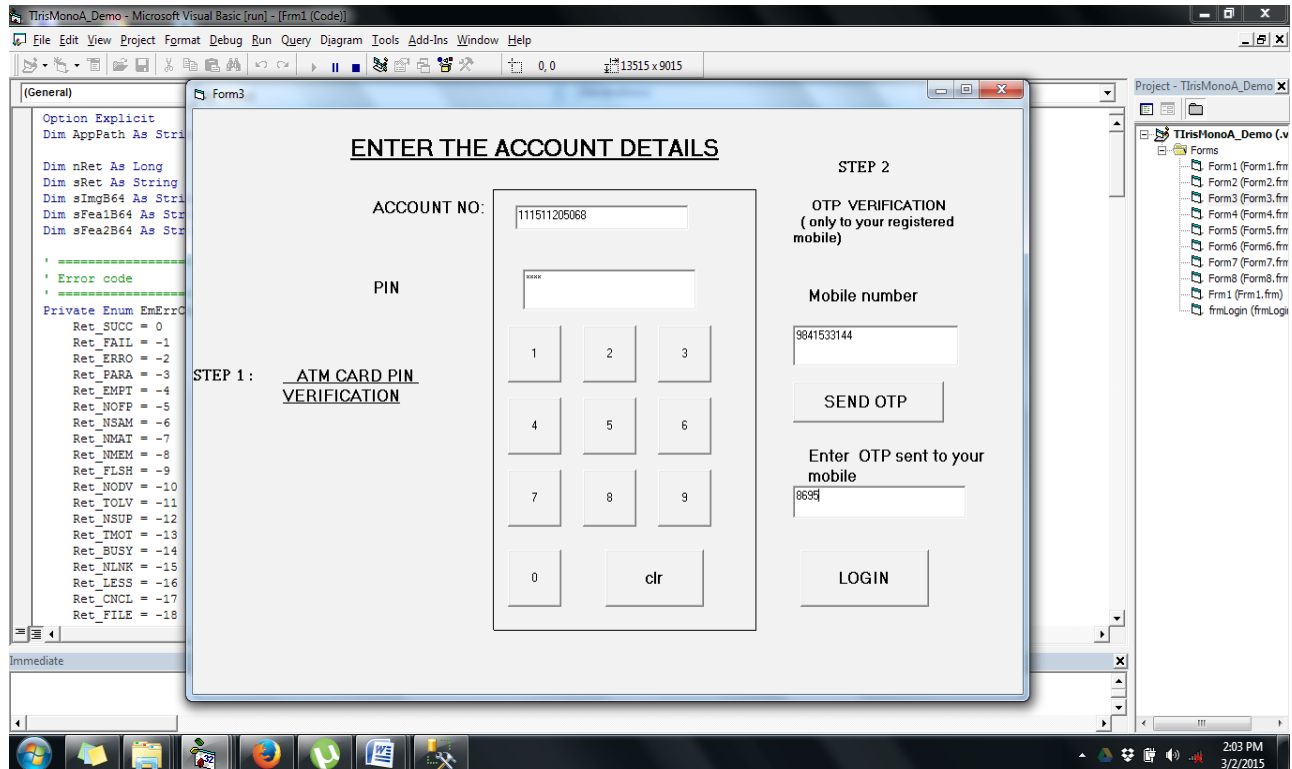 TIrisMonoA_Demo - Microsoft Visual Basic [run] - [Frm1 (Code)]
File Edit View Project Format Debug Run Query Diagram Tools Add-Ins Window Help
0, 0 13515 x 9015
(General)
Project - TIrisMonoA_Demo
Form3
Option Explicit
Dim AppPath As Stri
Dim nRet As Long
Dim sRet As String
Dim sImgB64 As Stri
Dim sFea1B64 As Str
Dim sFea2B64 As Str
' ==================
' Error code
' ==================
Private Enum EmErrC
Ret_SUCC = 0
Ret_FAIL = -1
Ret_ERRO = -2
Ret_PARA = -3
Ret_EMPT = -4
Ret_NOFP = -5
Ret_NSAM = -6
Ret_NMAT = -7
Ret_NMEM = -8
Ret_FLSH = -9
Ret_NODV = -10
Ret_TOLV = -11
Ret_NSUP = -12
Ret_TMOT = -13
Ret_BUSY = -14
Ret_NLNK = -15
Ret_LESS = -16
Ret_CNCL = -17
Ret_FILE = -18
ENTER THE ACCOUNT DETAILS
ACCOUNT NO:
111511205068
PIN
××××
STEP 1 : ATM CARD PIN
VERIFICATION
1 2 3
4 5 6
7 8 9
0 clr
STEP 2
OTP VERIFICATION
( only to your registered
mobile)
Mobile number
9841533144
SEND OTP
Enter OTP sent to your
mobile
8695
LOGIN
TIrisMonoA_Demo (.v
Forms
Form1 (Form1.frm
Form2 (Form2.frm
Form3 (Form3.frm
Form4 (Form4.frm
Form5 (Form5.frm
Form6 (Form6.frm
Form7 (Form7.frm
Form8 (Form8.frm
Frm1 (Frm1.frm)
frmLogin (frmLogi
Immediate
2:03 PM
3/2/2015